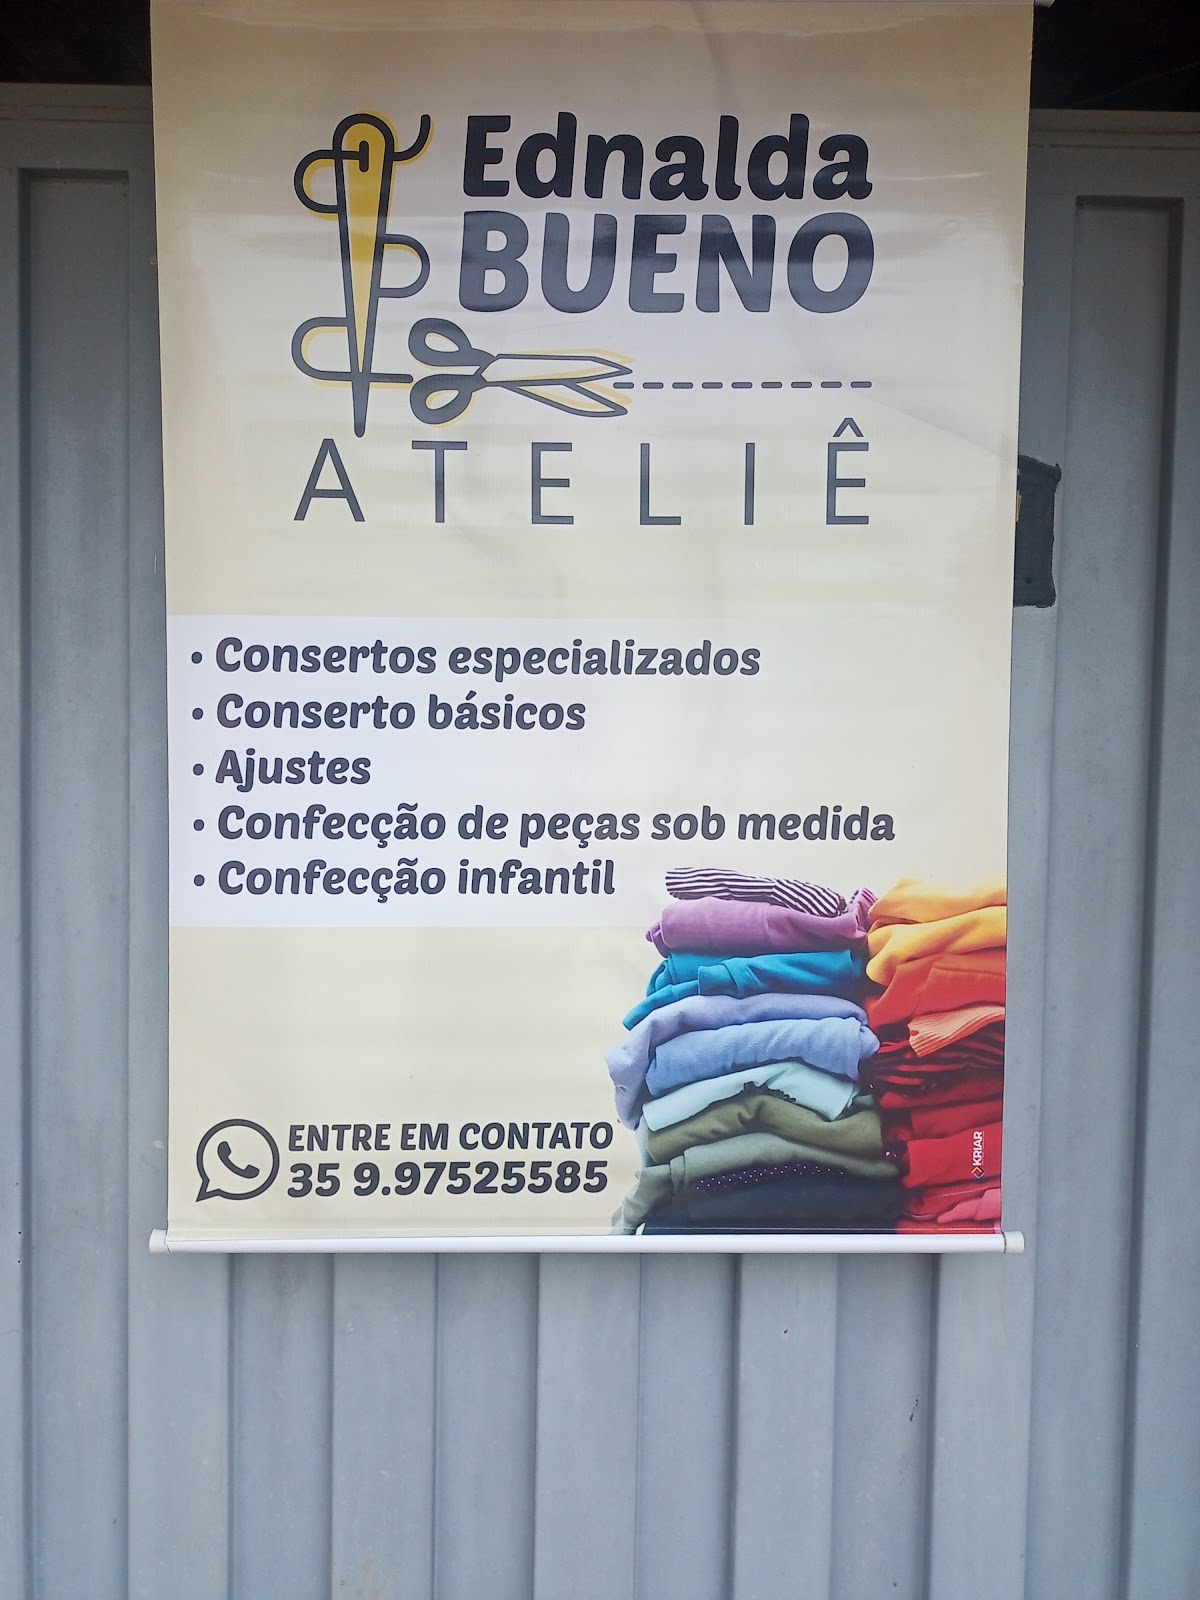 Ednalda
BUENO
ATELIÊ
• Consertos especializados
• Conserto básicos
• Ajustes
• Confecção de peças sob medida
• Confecção infantil
ENTRE EM CONTATO
35 9.97525585
KRIAR